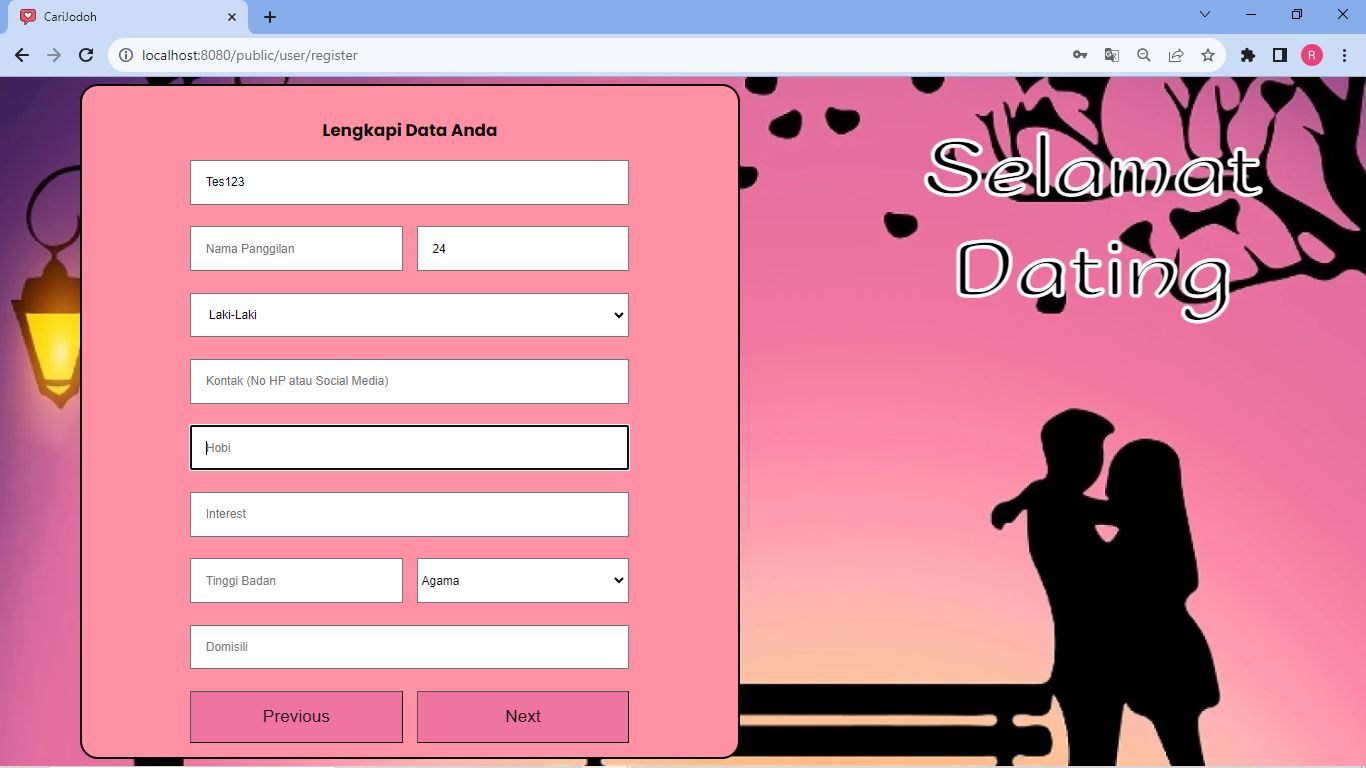 CariJodoh
localhost:8080/public/user/register
R
Lengkapi Data Anda
Tes123
Nama Panggilan
24
Laki-Laki
Kontak (No HP atau Social Media)
Hobi
Interest
Tinggi Badan
Agama
Domisili
Previous
Next
Selamat
Dating